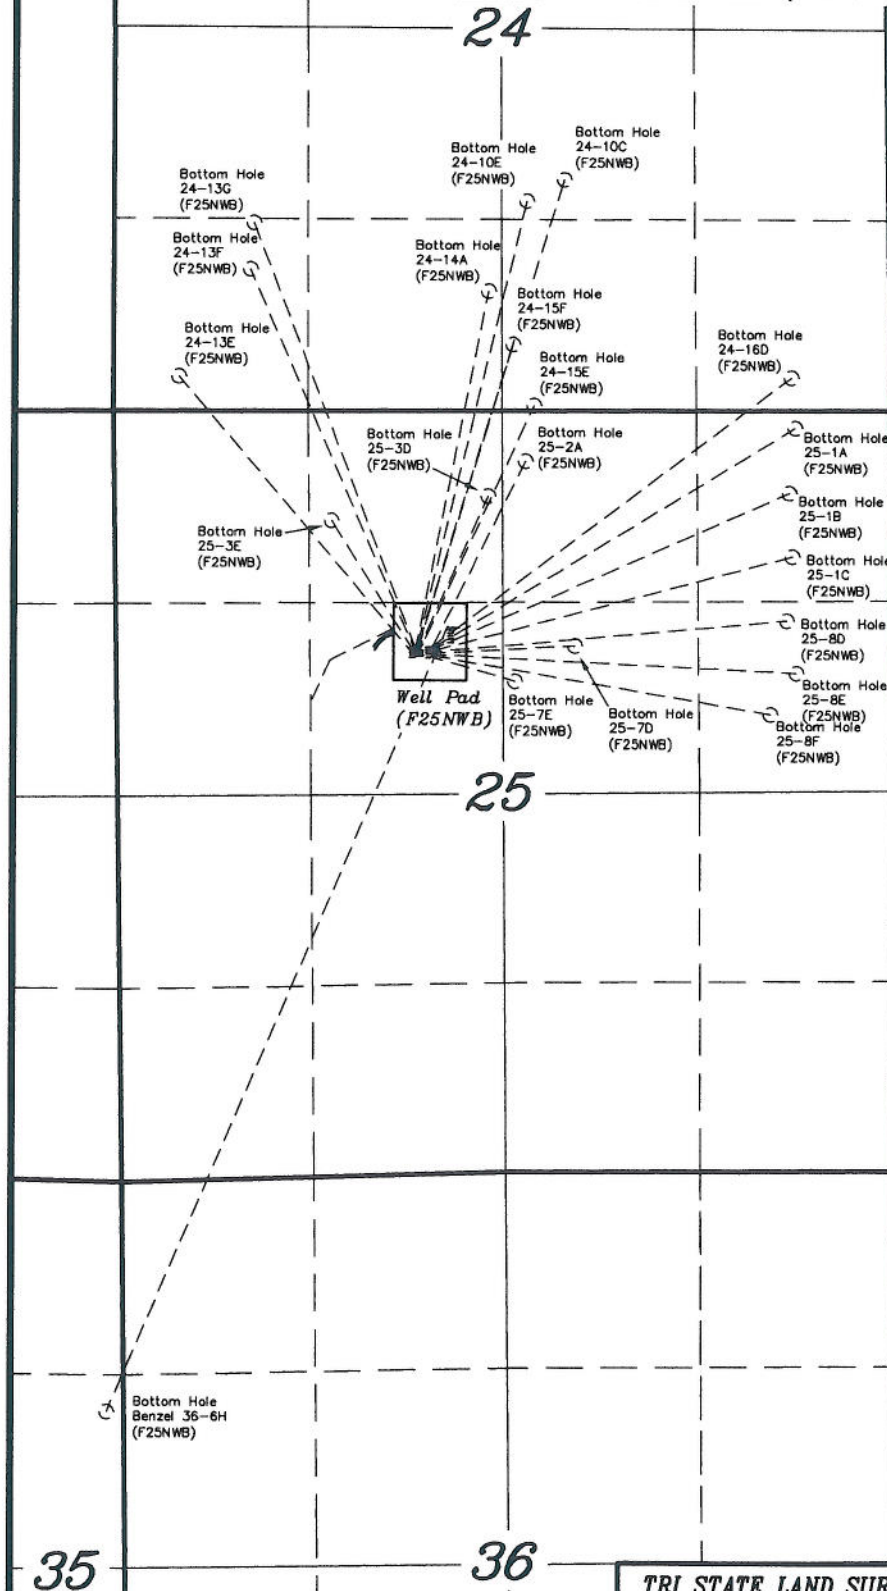 24
Bottom Hole
24-10C
(F25NWB)
Bottom Hole
24-10E
(F25NWB)
Bottom Hole
24-13G
(F25NWB)
Bottom Hole
24-13F
(F25NWB)
Bottom Hole
24-14A
(F25NWB)
Bottom Hole
24-15F
(F25NWB)
Bottom Hole
24-13E
(F25NWB)
Bottom Hole
24-16D
(F25NWB)
Bottom Hole
24-15E
(F25NWB)
Bottom Hole
25-3D
(F25NWB)
Bottom Hole
25-2A
(F25NWB)
Bottom Hole
25-1A
(F25NWB)
Bottom Hole
25-1B
(F25NWB)
Bottom Hole
25-3E
(F25NWB)
Bottom Hole
25-1C
(F25NWB)
Bottom Hole
25-8D
(F25NWB)
Bottom Hole
25-8E
(F25NWB)
Well Pad
(F25NWB)
Bottom Hole
25-7E
(F25NWB)
Bottom Hole
25-7D
(F25NWB)
Bottom Hole
25-8F
(F25NWB)
25
Bottom Hole
Benzel 36-6H
(F25NWB)
35
36
TRI STATE LAND SUR